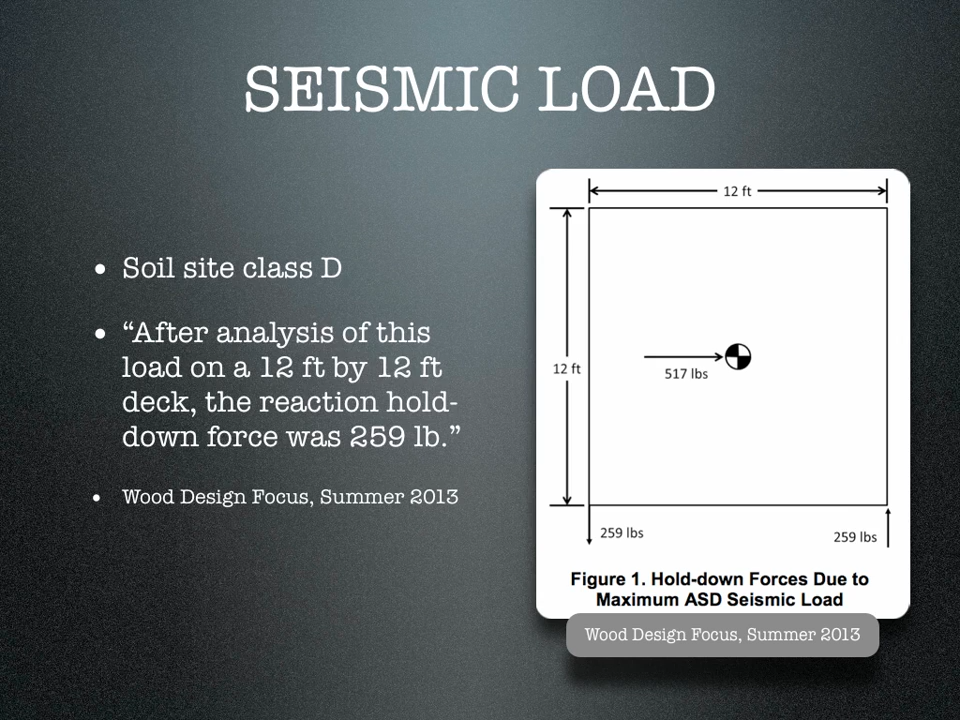 SEISMIC LOAD
• Soil site class D
• “After analysis of this
load on a 12 ft by 12 ft
deck, the reaction hold-
down force was 259 lb.”
• Wood Design Focus, Summer 2013
12 ft
12 ft
517 lbs
259 lbs
259 lbs
Figure 1. Hold-down Forces Due to
Maximum ASD Seismic Load
Wood Design Focus, Summer 2013